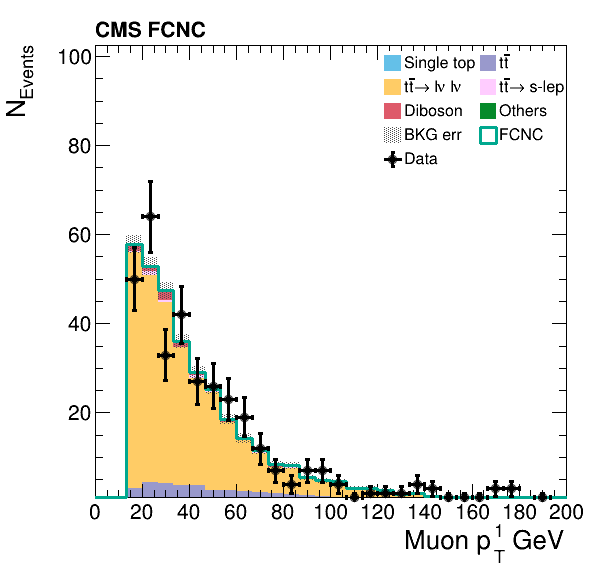 CMS FCNC
N_Events
100
80
60
40
20
Single top
tt̄
tt̄→ lν lν
tt̄→ s-lep
Diboson
Others
BKG err
FCNC
Data
0 20 40 60 80 100 120 140 160 180 200
Muon p_T^1 GeV